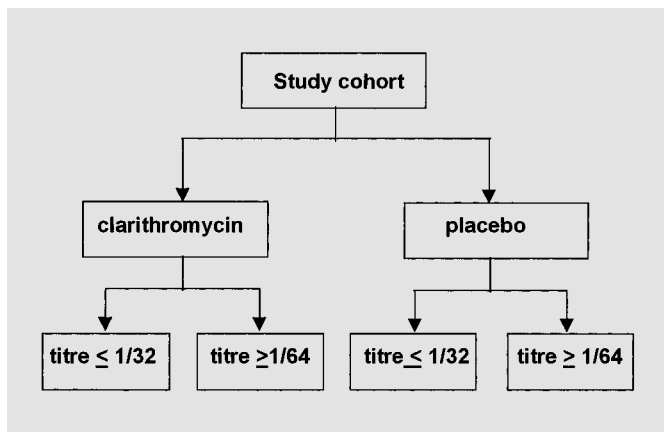 Study cohort
clarithromycin
placebo
titre ≤ 1/32
titre ≥1/64
titre ≤ 1/32
titre ≥ 1/64